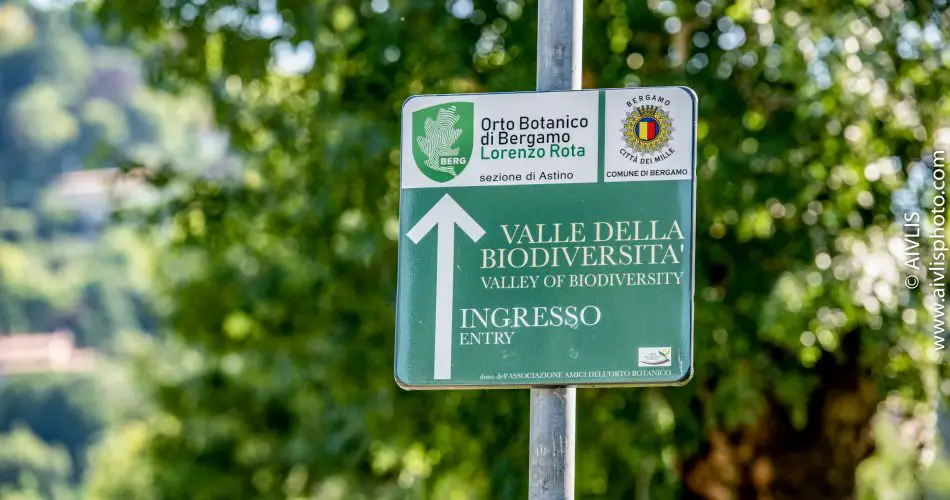 Orto Botanico
di Bergamo
Lorenzo Rota
sezione di Astino
BERG
BERGAMO
CITTÀ DEI MILLE
COMUNE DI BERGAMO
VALLE DELLA
BIODIVERSITA'
VALLEY OF BIODIVERSITY
INGRESSO
ENTRY
dono dell'ASSOCIAZIONE AMICI DELL'ORTO BOTANICO
© AIVLIS
www.aivlisphoto.com